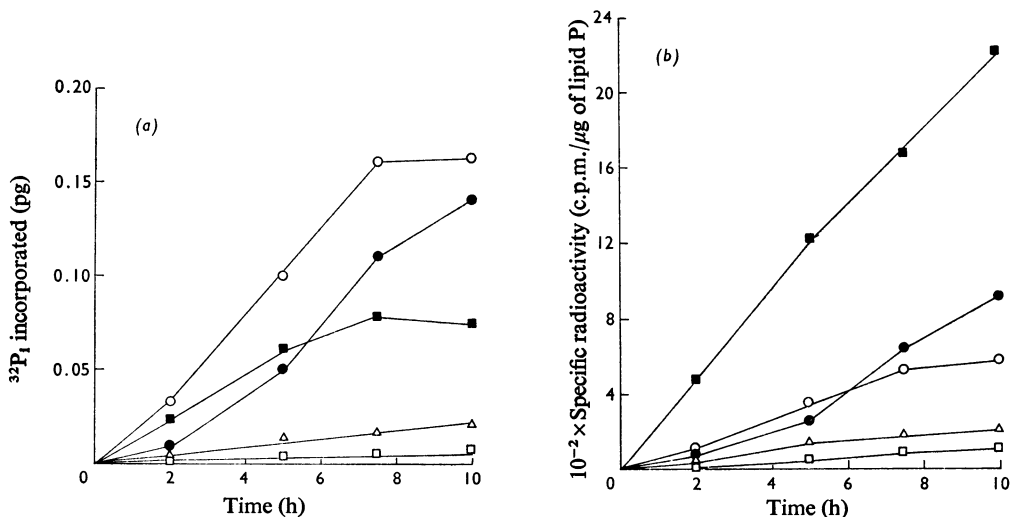 (a)
³²Pᵢ incorporated (pg)
0.20
0.15
0.10
0.05
0
0 2 4 6 8 10
Time (h)
(b)
10⁻² × Specific radioactivity (c.p.m./μg of lipid P)
24
20
16
12
8
4
0 2 4 6 8 10
Time (h)